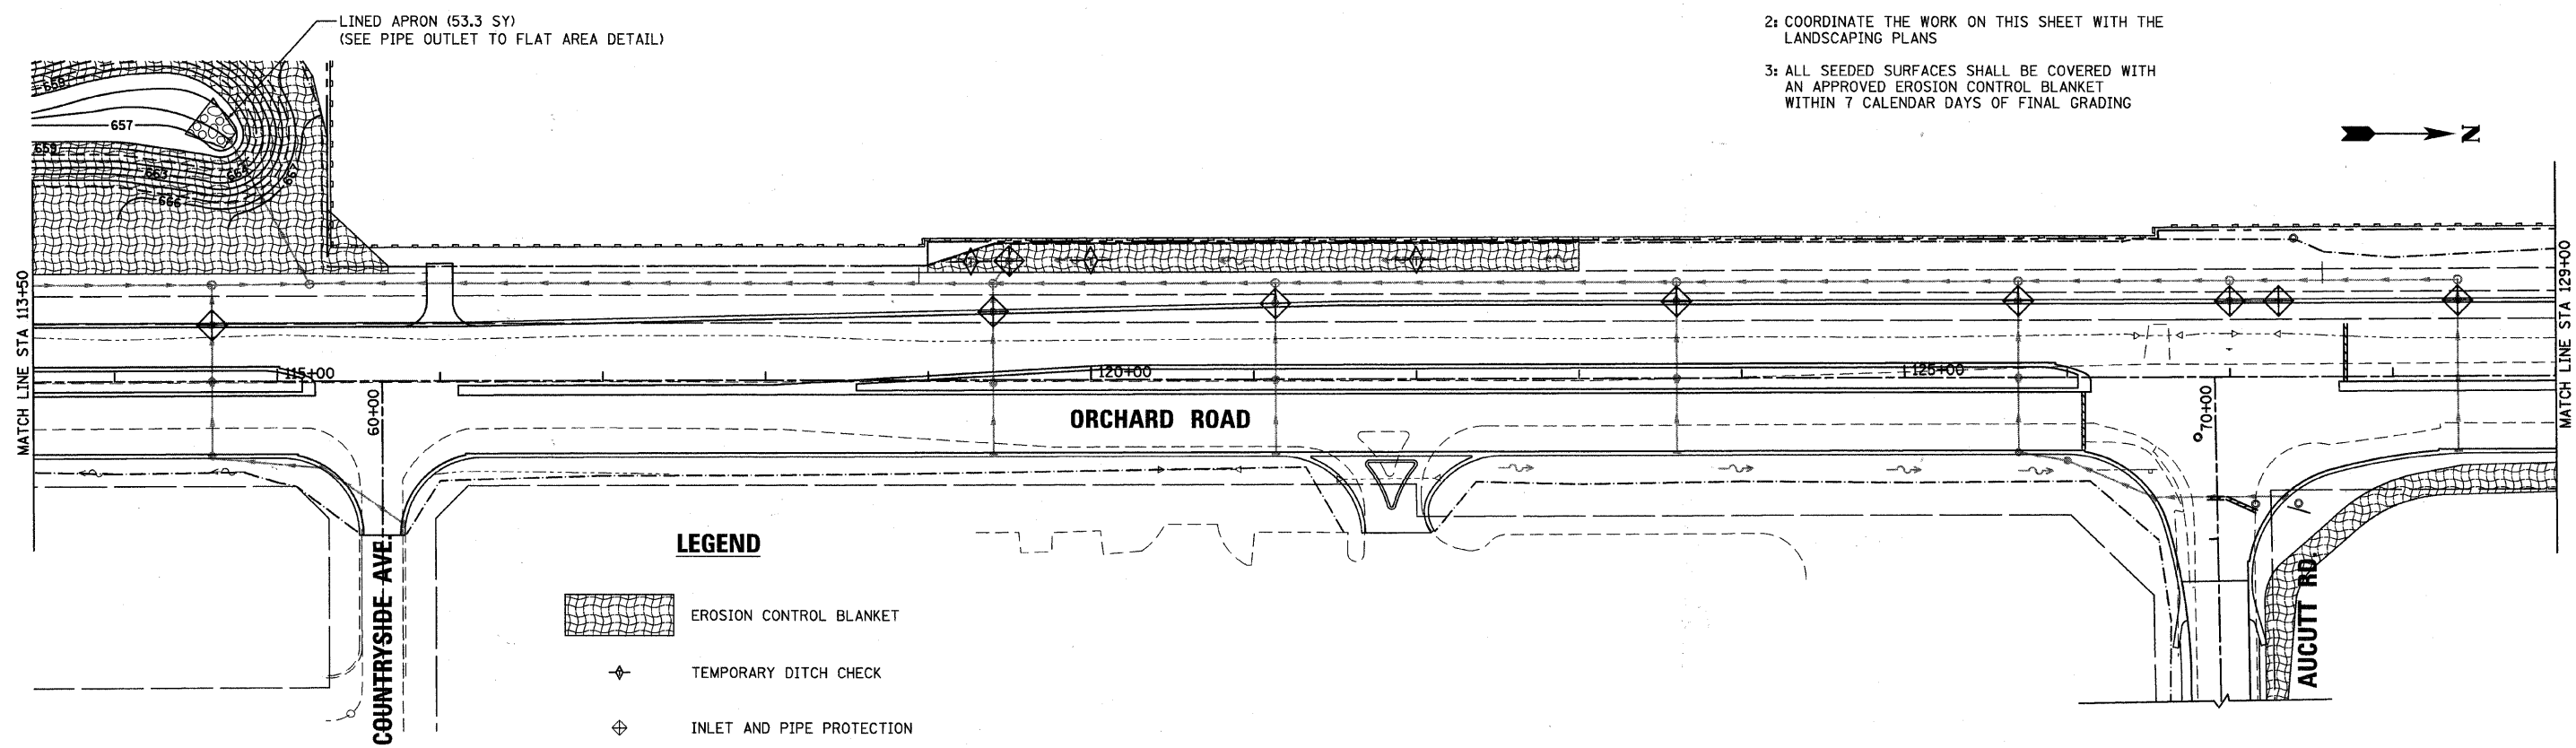 LINED APRON (53.3 SY)
(SEE PIPE OUTLET TO FLAT AREA DETAIL)
2: COORDINATE THE WORK ON THIS SHEET WITH THE
LANDSCAPING PLANS
3: ALL SEEDED SURFACES SHALL BE COVERED WITH
AN APPROVED EROSION CONTROL BLANKET
WITHIN 7 CALENDAR DAYS OF FINAL GRADING
N
659
657
659
663
666
MATCH LINE STA 113+50
MATCH LINE STA 129+00
115+00
120+00
125+00
60+00
70+00
ORCHARD ROAD
COUNTRYSIDE AVE.
AUCUTT RD.
LEGEND
EROSION CONTROL BLANKET
TEMPORARY DITCH CHECK
INLET AND PIPE PROTECTION